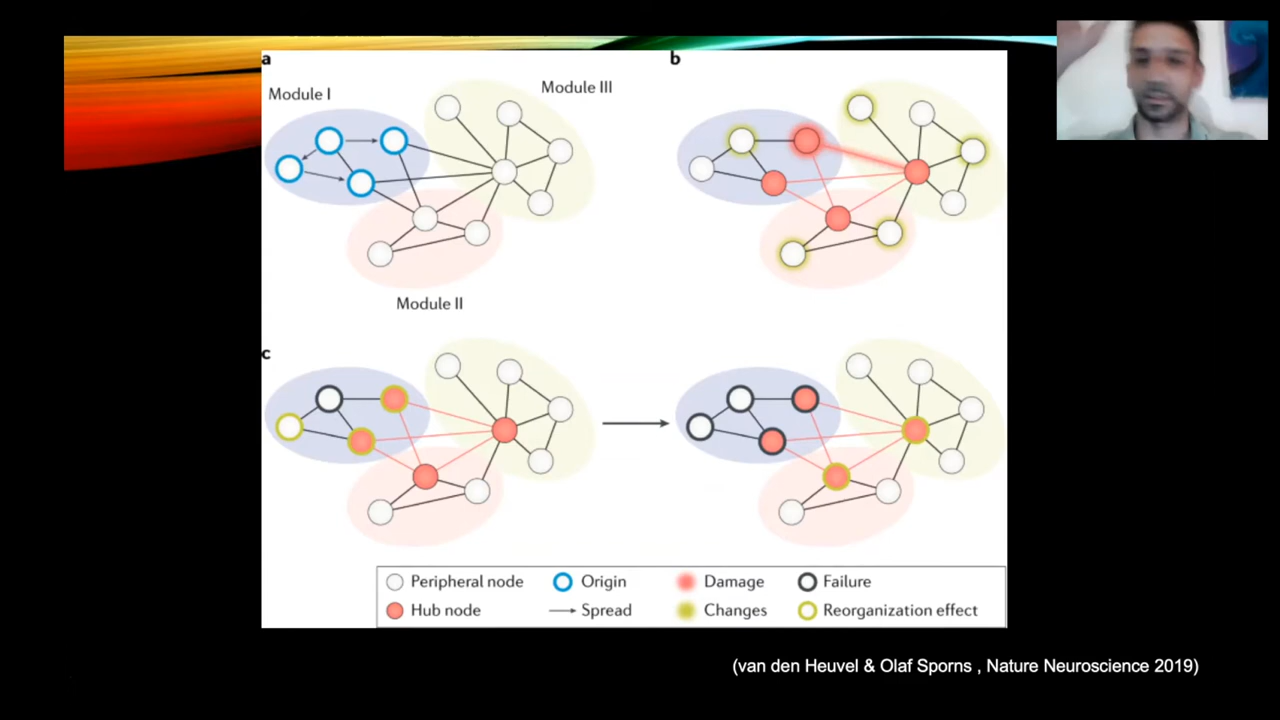 a
b
Module I
Module III
Module II
c
Peripheral node
Origin
Damage
Failure
Hub node
Spread
Changes
Reorganization effect
(van den Heuvel & Olaf Sporns , Nature Neuroscience 2019)